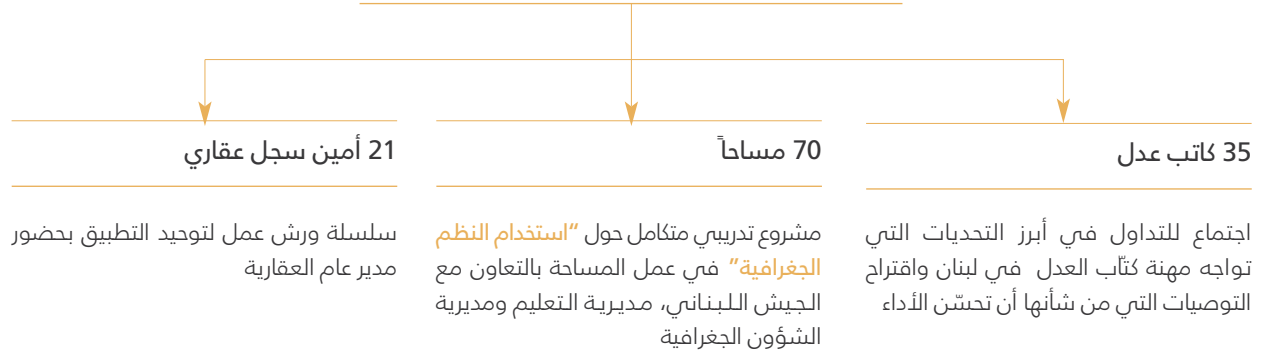 35 كاتب عدل
اجتماع للتداول في أبرز التحديات التي
تواجه مهنة كتّاب العدل في لبنان واقتراح
التوصيات التي من شأنها أن تحسّن الأداء
70 مساحاً
مشروع تدريبي متكامل حول “استخدام النظم
الجغرافية” في عمل المساحة بالتعاون مع
الجيش اللبناني، مديرية التعليم ومديرية
الشؤون الجغرافية
21 أمين سجل عقاري
سلسلة ورش عمل لتوحيد التطبيق بحضور
مدير عام العقارية